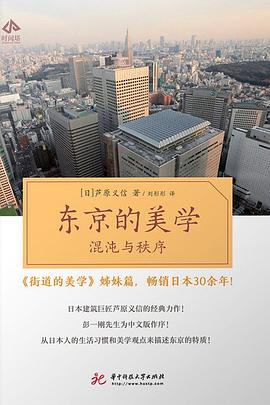 时间塔
[日]芦原义信 著/刘彤彤 译
东京的美学
混沌与秩序
《街道的美学》姊妹篇，畅销日本30余年!
日本建筑巨匠芦原义信的经典力作!
彭一刚先生为中文版作序!
从日本人的生活习惯和美学观点来描述东京的特质!
华中科技大学出版社
http://www.hustp.com